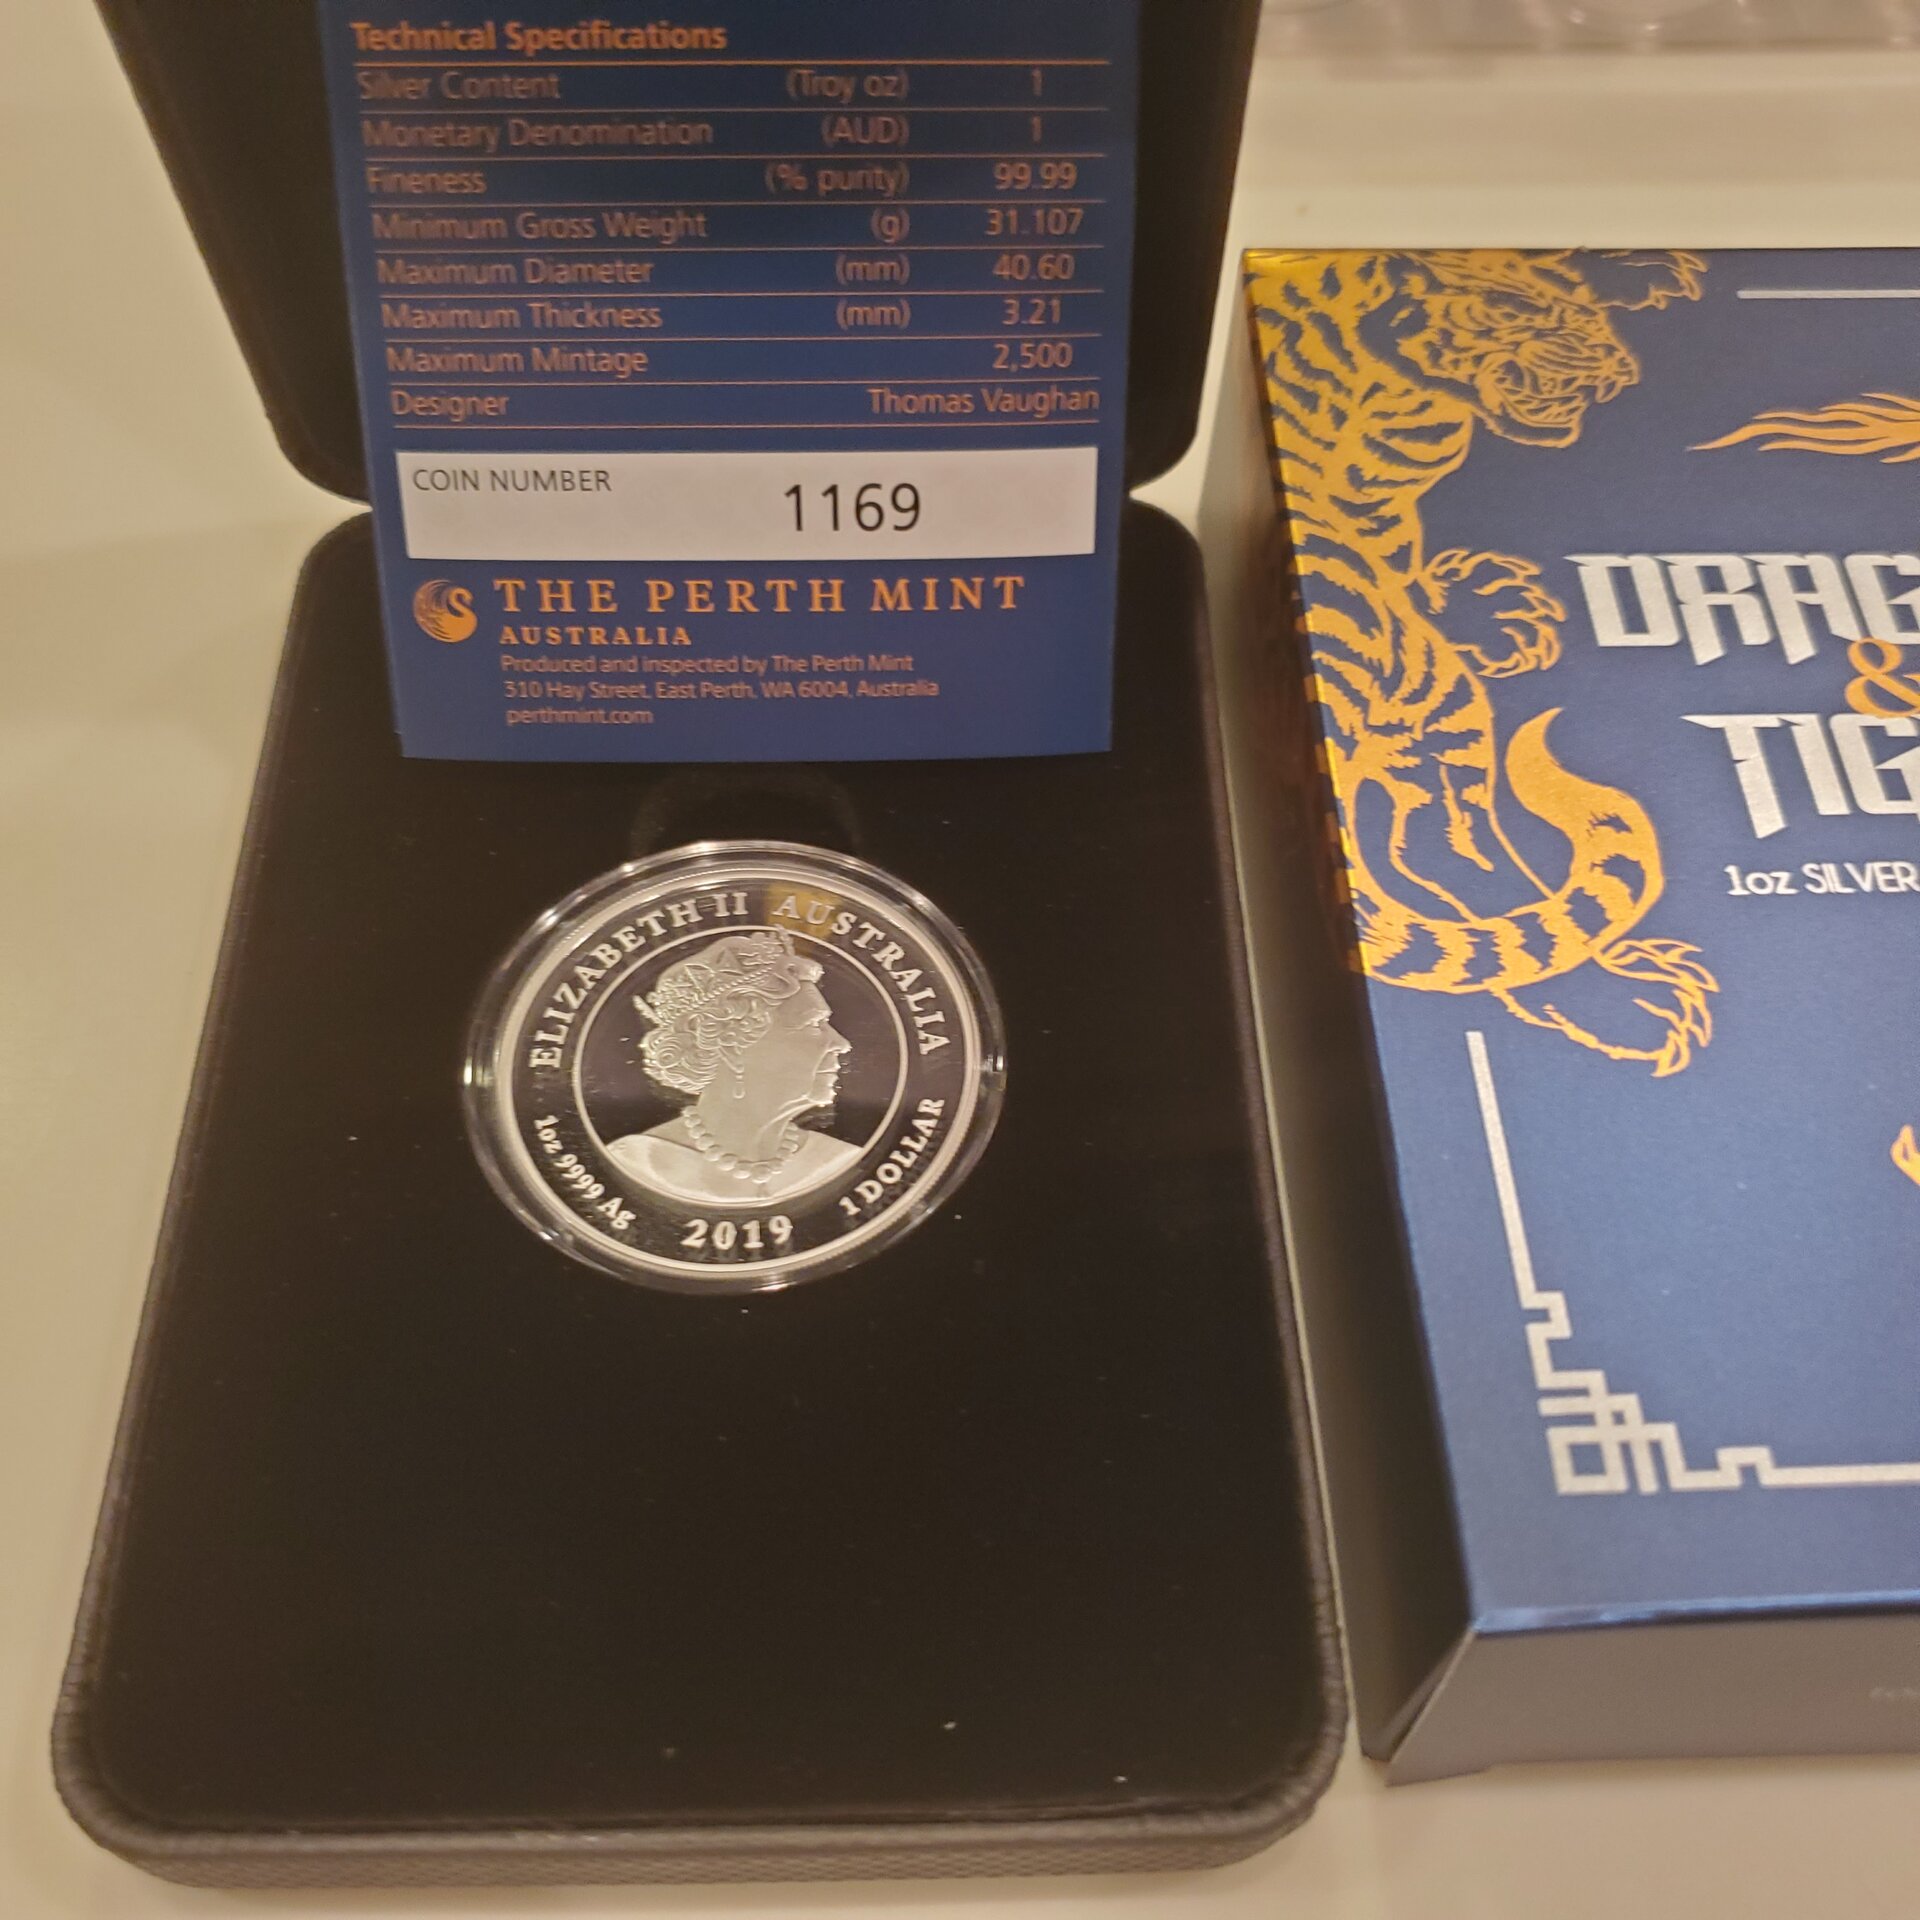 Technical Specifications
Silver Content (Troy oz) 1
Monetary Denomination (AUD) 1
Fineness (% purity) 99.99
Minimum Gross Weight (g) 31.107
Maximum Diameter (mm) 40.60
Maximum Thickness (mm) 3.21
Maximum Mintage 2,500
Designer Thomas Vaughan
COIN NUMBER 1169
THE PERTH MINT
AUSTRALIA
Produced and inspected by The Perth Mint
310 Hay Street, East Perth, WA 6004, Australia
perthmint.com
ELIZABETH II AUSTRALIA
1oz 9999 Ag 2019 1 DOLLAR
DRAG
&
TIG
1oz SILVER